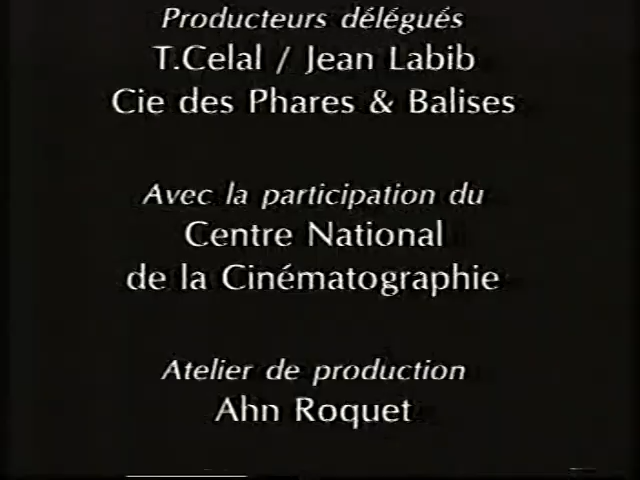 Producteurs délégués
T.Celal / Jean Labib
Cie des Phares & Balises
Avec la participation du
Centre National
de la Cinématographie
Atelier de production
Ahn Roquet